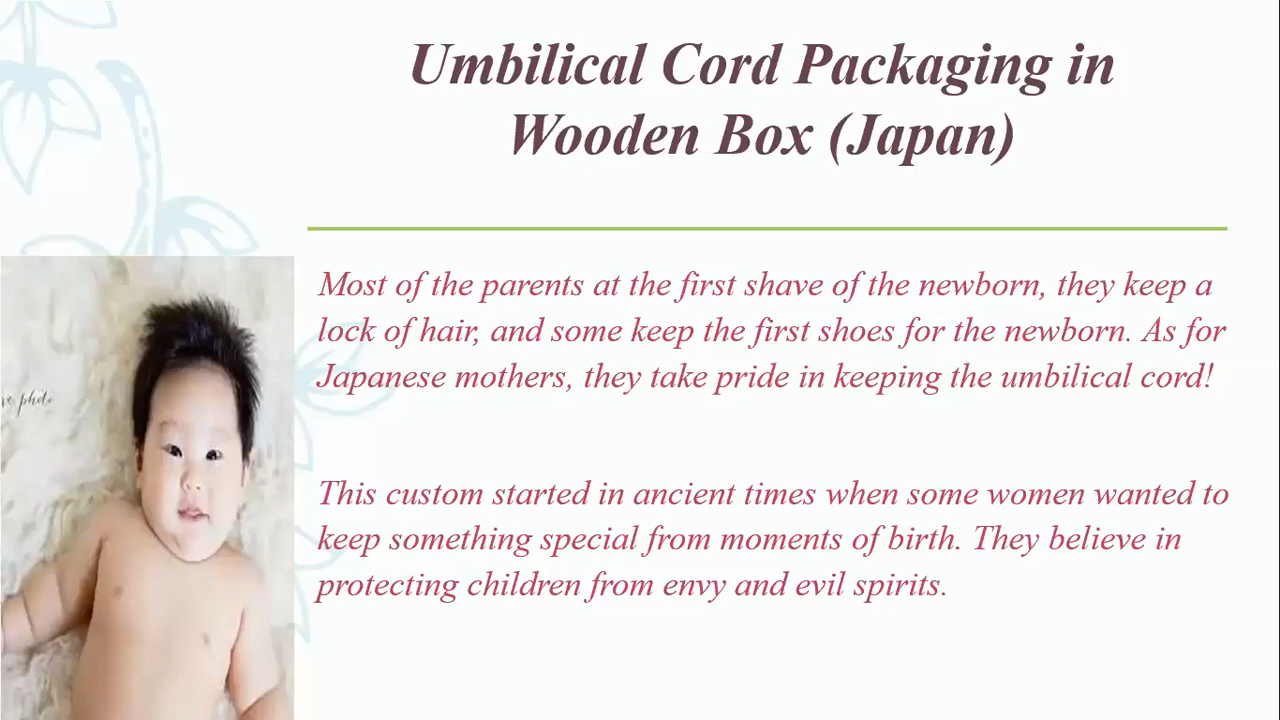 Umbilical Cord Packaging in
Wooden Box (Japan)
Most of the parents at the first shave of the newborn, they keep a
lock of hair, and some keep the first shoes for the newborn. As for
Japanese mothers, they take pride in keeping the umbilical cord!
photo
This custom started in ancient times when some women wanted to
keep something special from moments of birth. They believe in
protecting children from envy and evil spirits.